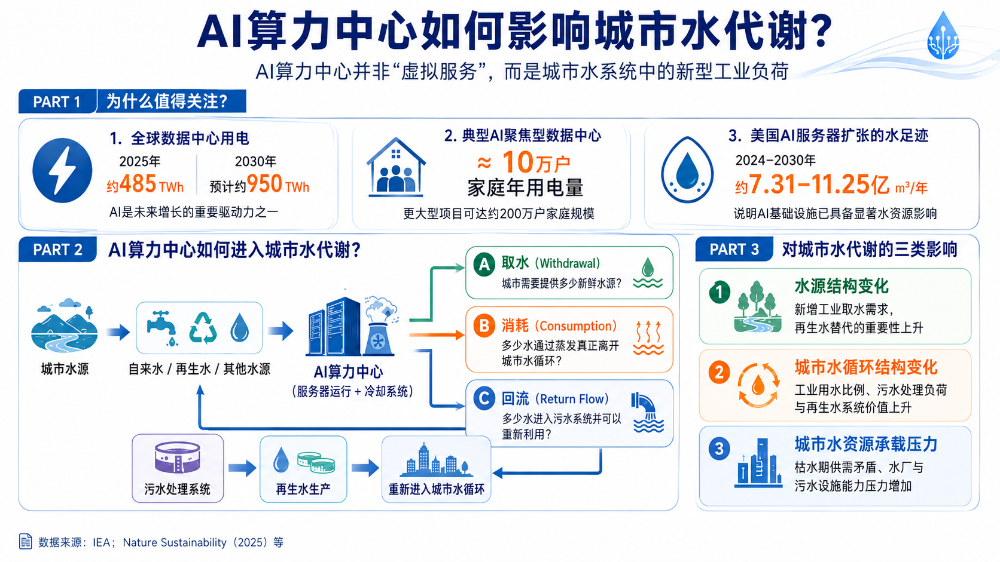 AI算力中心如何影响城市水代谢？
AI算力中心并非“虚拟服务”，而是城市水系统中的新型工业负荷
PART 1
为什么值得关注？
1. 全球数据中心用电
2025年
约485 TWh
2030年
预计约950 TWh
AI是未来增长的重要驱动力之一
2. 典型AI聚焦型数据中心
≈ 10万户
家庭年用电量
更大型项目可达约200万户家庭规模
3. 美国AI服务器扩张的水足迹
2024–2030年
约7.31–11.25亿 m³/年
说明AI基础设施已具备显著水资源影响
PART 2
AI算力中心如何进入城市水代谢？
城市水源
自来水 / 再生水 / 其他水源
AI算力中心
（服务器运行 + 冷却系统）
A 取水（Withdrawal）
城市需要提供多少新鲜水源？
B 消耗（Consumption）
多少水通过蒸发真正离开
城市水循环？
C 回流（Return Flow）
多少水进入污水系统并可以
重新利用？
污水处理系统
再生水生产
重新进入城市水循环
PART 3
对城市水代谢的三类影响
1 水源结构变化
新增工业取水需求，
再生水替代的重要性上升
2 城市水循环结构变化
工业用水比例、污水处理负荷
与再生水系统价值上升
3 城市水资源承载压力
枯水期供需矛盾、水厂与
污水设施能力压力增加
数据来源：IEA；Nature Sustainability（2025）等